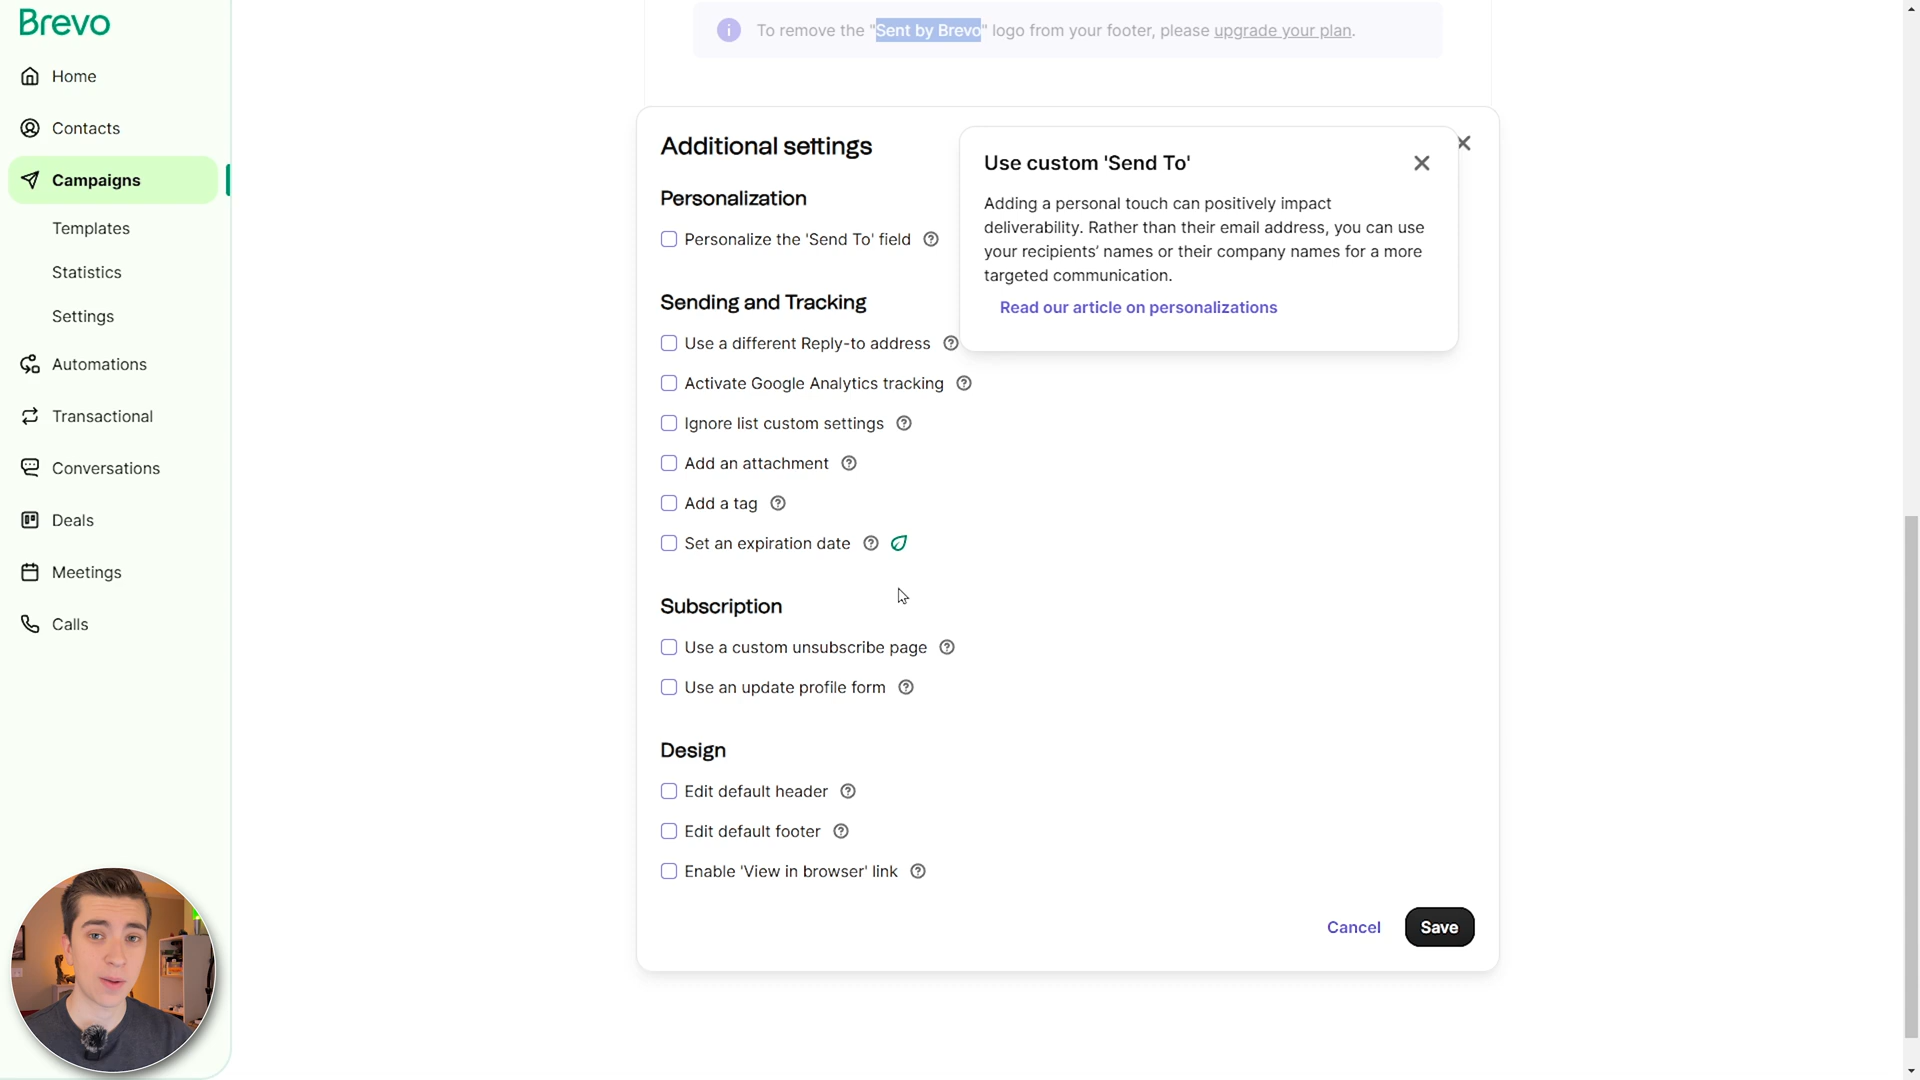 Brevo
Home
Contacts
Campaigns
Templates
Statistics
Settings
Automations
Transactional
Conversations
Deals
Meetings
Calls
To remove the "Sent by Brevo" logo from your footer, please upgrade your plan.
Additional settings
Personalization
Personalize the 'Send To' field
Use custom 'Send To'
Adding a personal touch can positively impact
deliverability. Rather than their email address, you can use
your recipients’ names or their company names for a more
targeted communication.
Read our article on personalizations
Sending and Tracking
Use a different Reply-to address
Activate Google Analytics tracking
Ignore list custom settings
Add an attachment
Add a tag
Set an expiration date
Subscription
Use a custom unsubscribe page
Use an update profile form
Design
Edit default header
Edit default footer
Enable 'View in browser' link
Cancel
Save